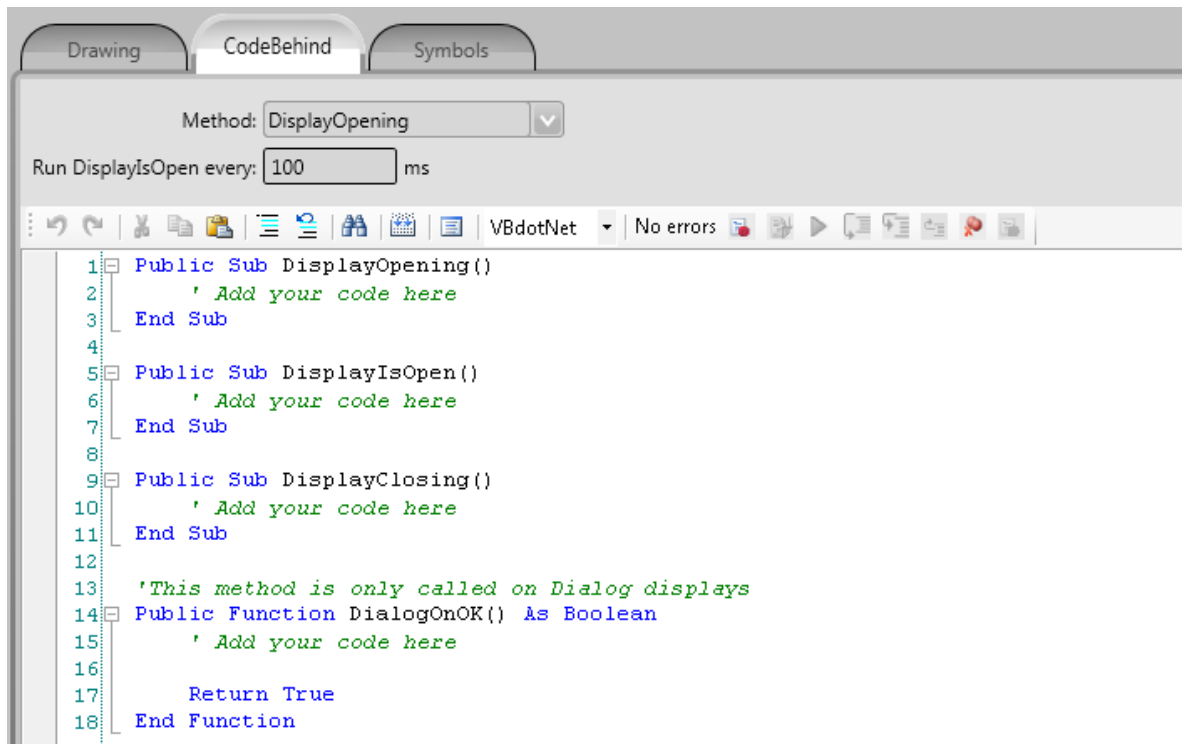 Drawing CodeBehind Symbols
Method: DisplayOpening
Run DisplayIsOpen every: 100 ms
VBdotNet No errors
1 Public Sub DisplayOpening()
2 ' Add your code here
3 End Sub
4
5 Public Sub DisplayIsOpen()
6 ' Add your code here
7 End Sub
8
9 Public Sub DisplayClosing()
10 ' Add your code here
11 End Sub
12
13 'This method is only called on Dialog displays
14 Public Function DialogOnOK() As Boolean
15 ' Add your code here
16
17 Return True
18 End Function